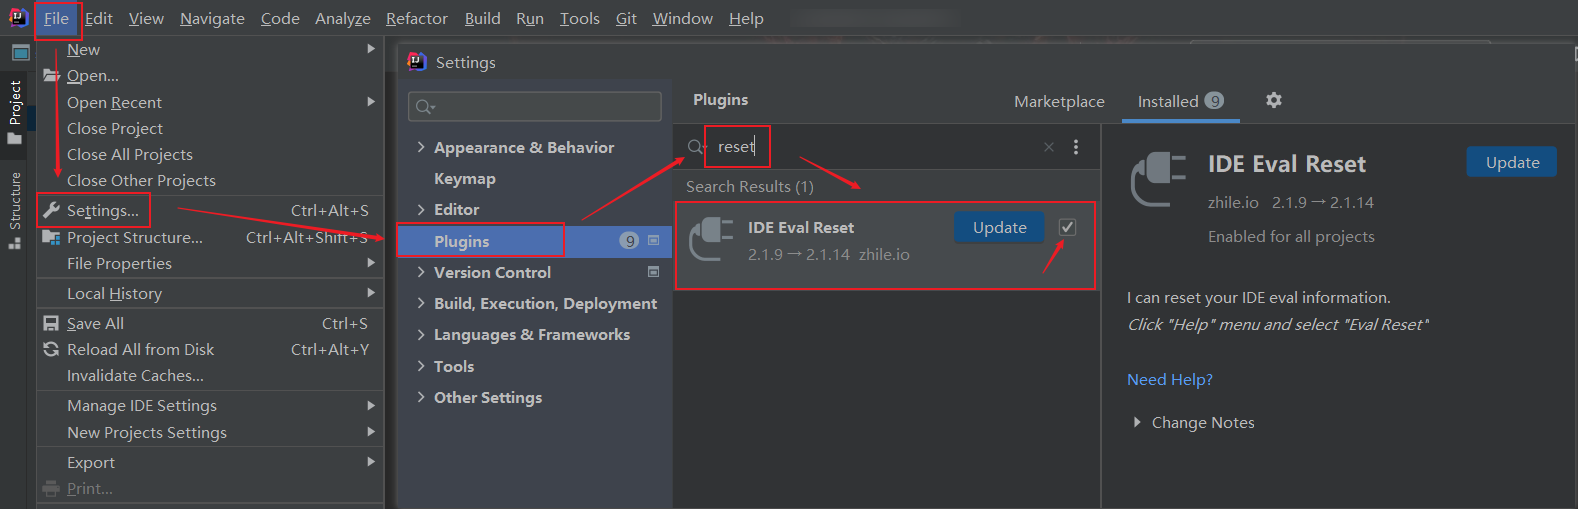 File Edit View Navigate Code Analyze Refactor Build Run Tools Git Window Help
Project
Structure
New
Open...
Open Recent
Close Project
Close All Projects
Close Other Projects
Settings... Ctrl+Alt+S
Project Structure... Ctrl+Alt+Shift+S
File Properties
Local History
Save All Ctrl+S
Reload All from Disk Ctrl+Alt+Y
Invalidate Caches...
Manage IDE Settings
New Projects Settings
Export
Print...
Settings
Appearance & Behavior
Keymap
Editor
Plugins 9
Version Control
Build, Execution, Deployment
Languages & Frameworks
Tools
Other Settings
Plugins Marketplace Installed 9
reset
Search Results (1)
IDE Eval Reset Update
2.1.9 → 2.1.14 zhile.io
IDE Eval Reset Update
zhile.io 2.1.9 → 2.1.14
Enabled for all projects
I can reset your IDE eval information.
Click "Help" menu and select "Eval Reset"
Need Help?
Change Notes